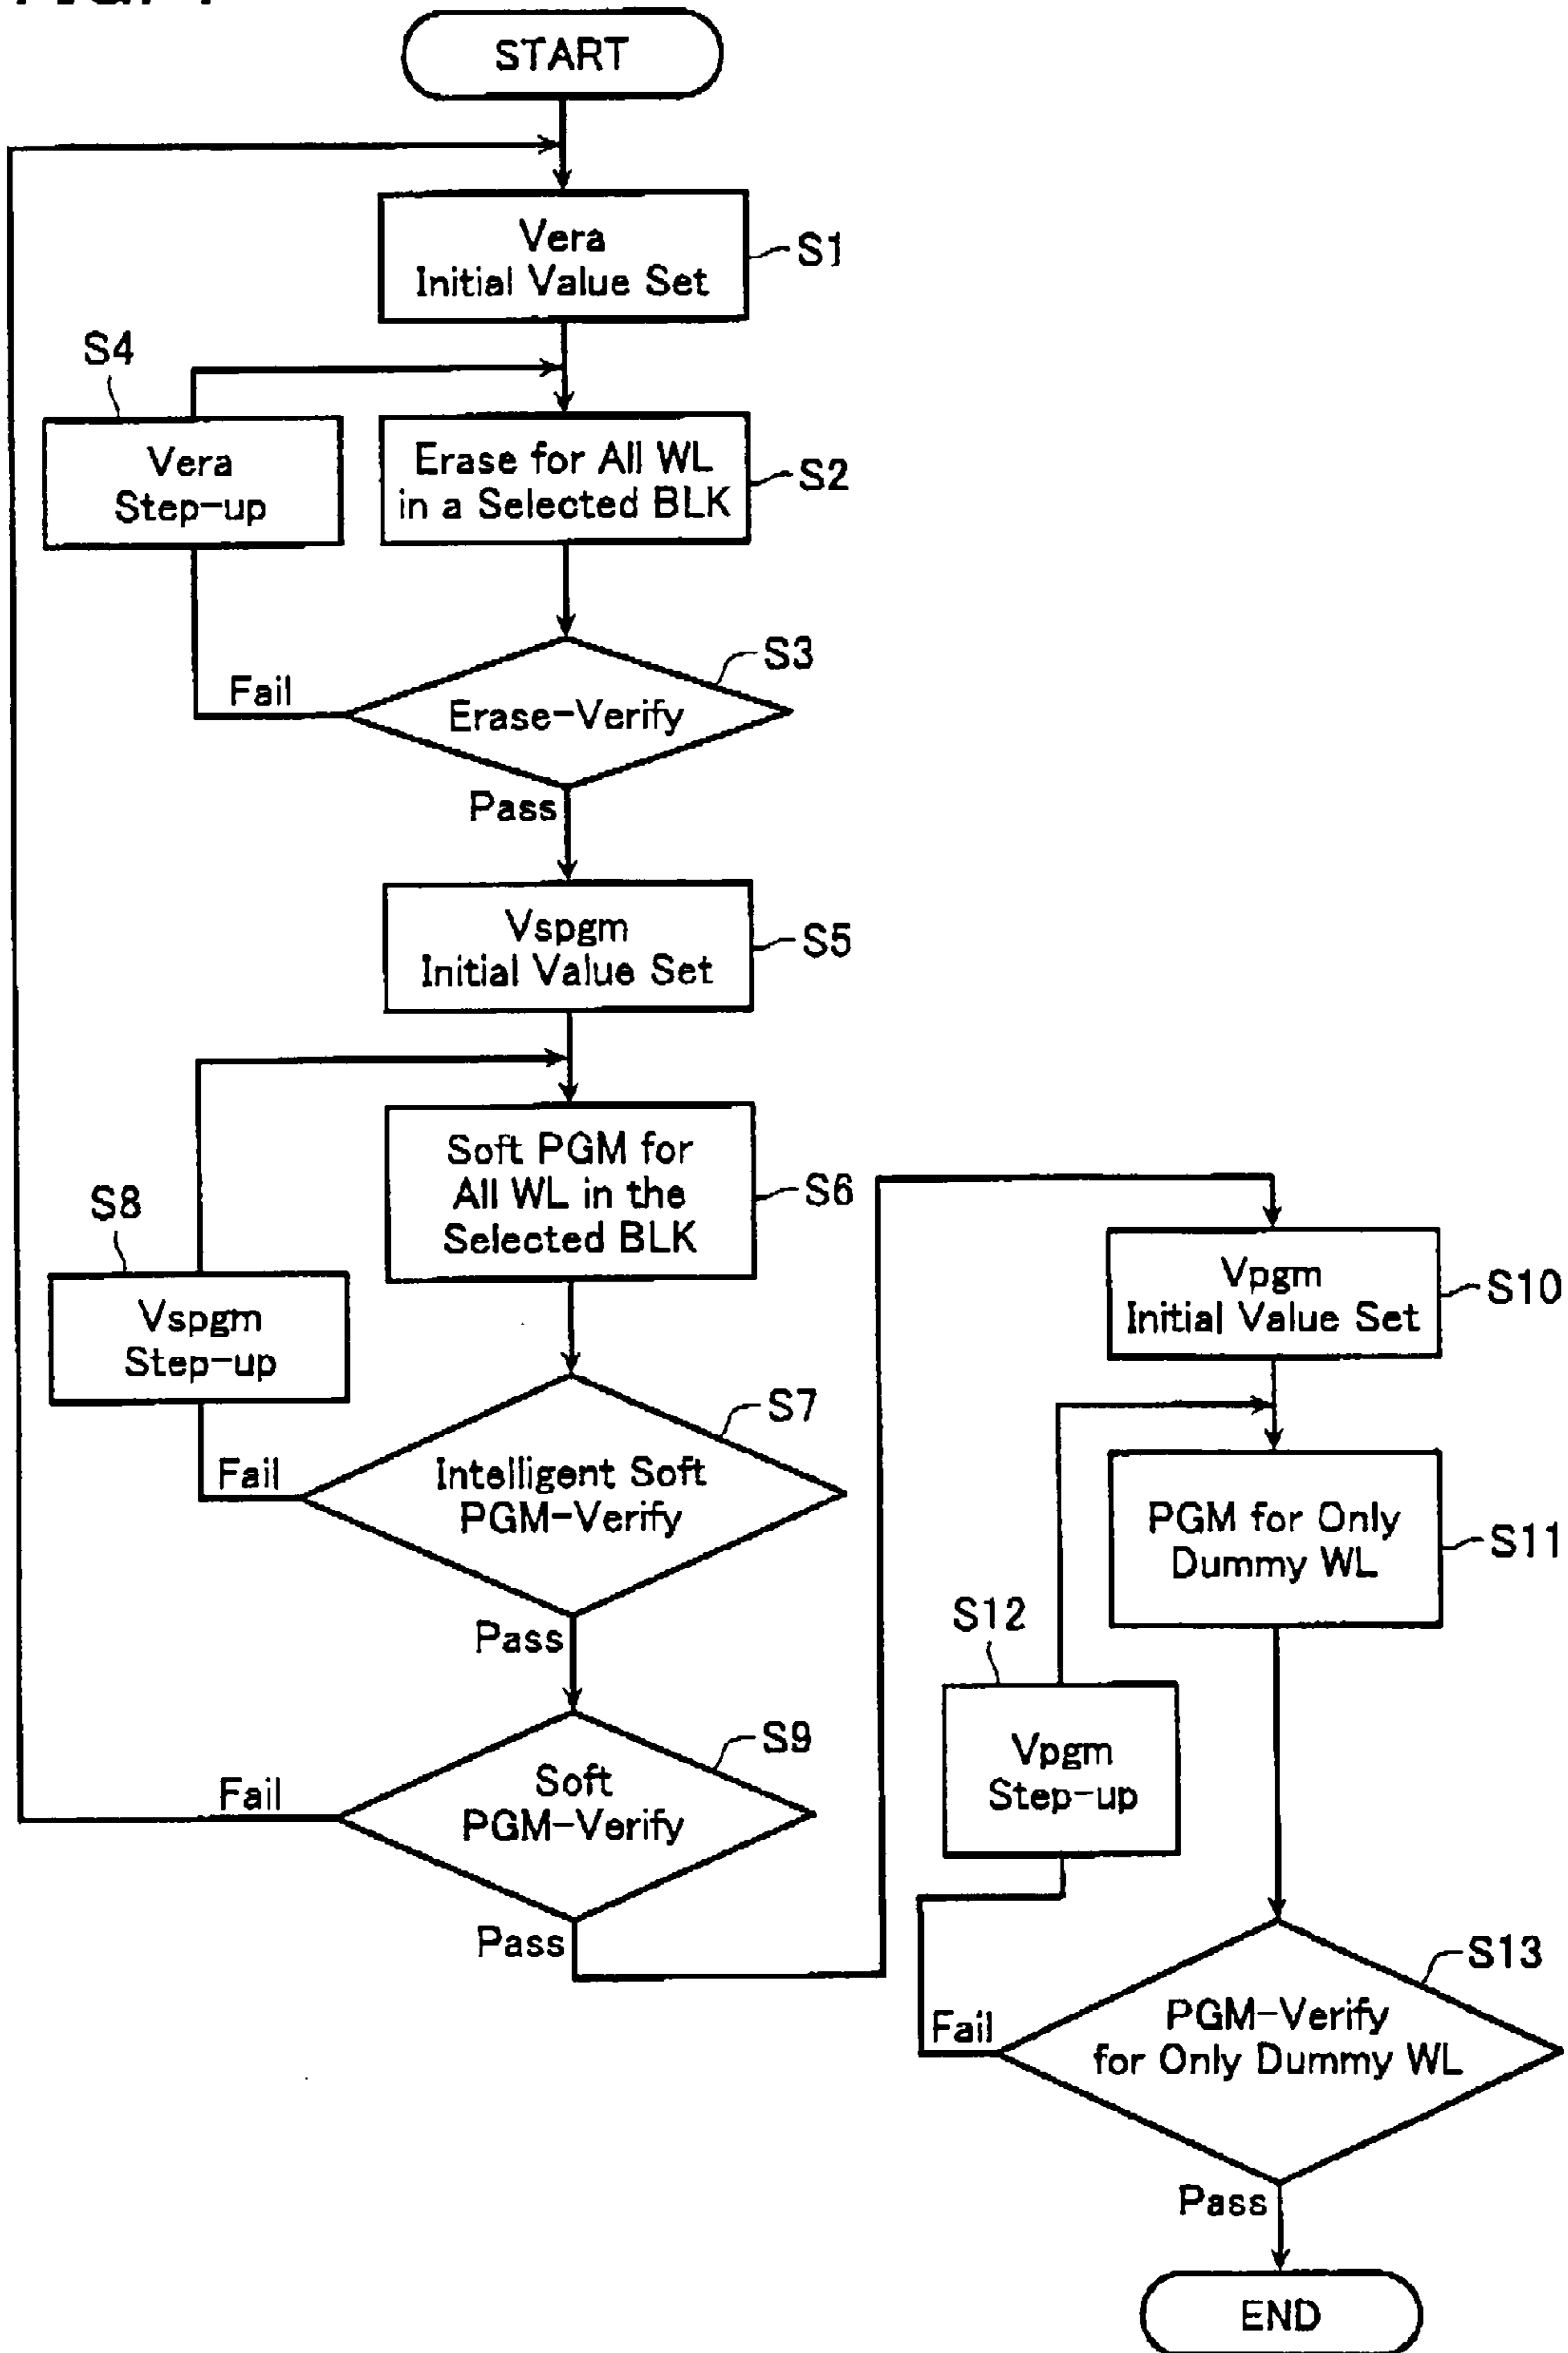 START
Vera
Initial Value Set
S1
S4
Vera
Step-up
Erase for All WL
in a Selected BLK
S2
S3
Fail
Erase-Verify
Pass
Vspgm
Initial Value Set
S5
Soft PGM for
All WL in the
Selected BLK
S6
S8
Vspgm
Step-up
S7
Fail
Intelligent Soft
PGM-Verify
Pass
S9
Fail
Soft
PGM-Verify
Pass
Vpgm
Initial Value Set
S10
PGM for Only
Dummy WL
S11
S12
Vpgm
Step-up
S13
Fail
PGM-Verify
for Only Dummy WL
Pass
END